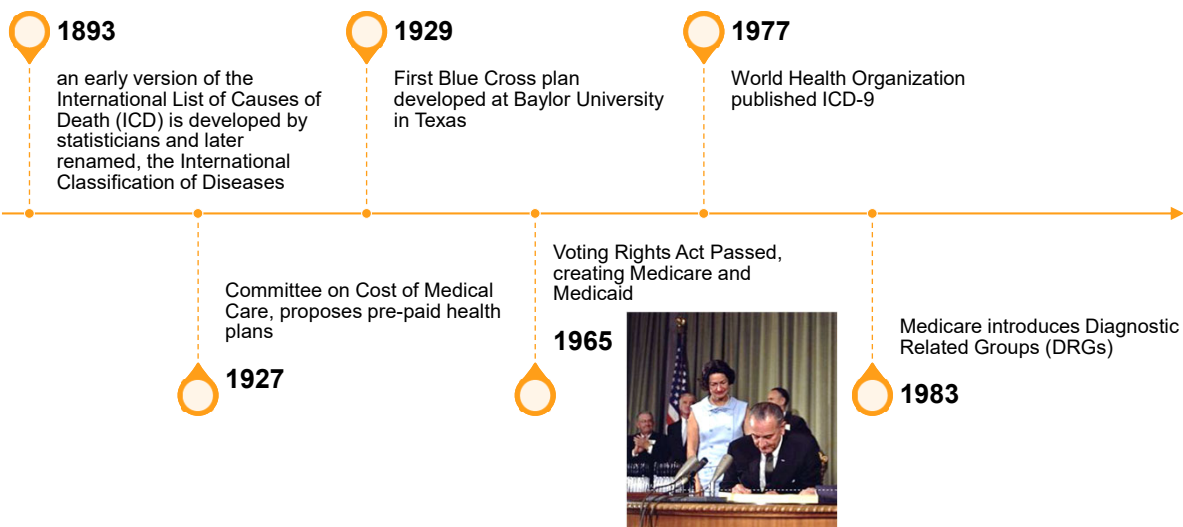 1893
an early version of the
International List of Causes of
Death (ICD) is developed by
statisticians and later
renamed, the International
Classification of Diseases
1929
First Blue Cross plan
developed at Baylor University
in Texas
1977
World Health Organization
published ICD-9
Committee on Cost of Medical
Care, proposes pre-paid health
plans
1927
Voting Rights Act Passed,
creating Medicare and
Medicaid
1965
Medicare introduces Diagnostic
Related Groups (DRGs)
1983